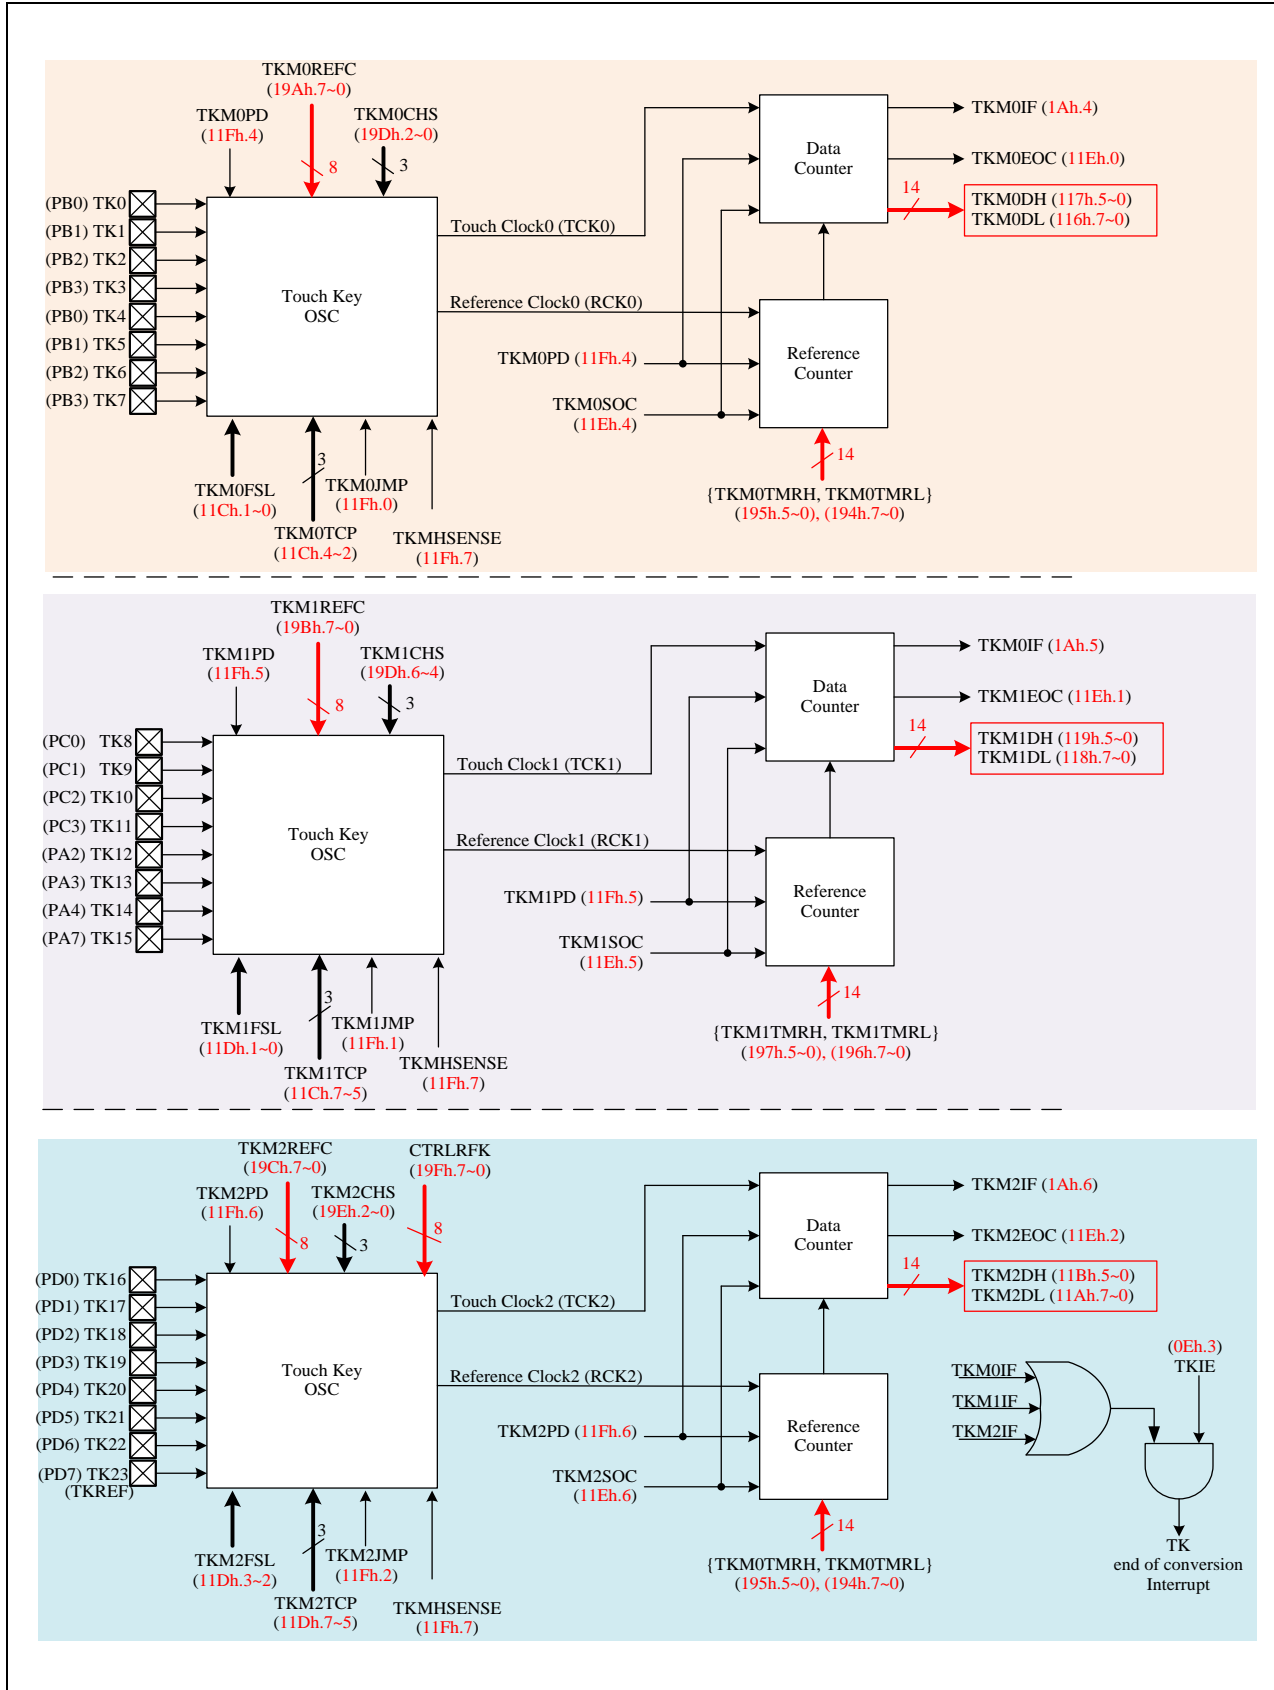 TKM0REFC
(19Ah.7~0)
TKM0PD
(11Fh.4)
TKM0CHS
(19Dh.2~0)
8
3
(PB0) TK0
(PB1) TK1
(PB2) TK2
(PB3) TK3
(PB0) TK4
(PB1) TK5
(PB2) TK6
(PB3) TK7
Touch Key
OSC
Touch Clock0 (TCK0)
Reference Clock0 (RCK0)
TKM0PD (11Fh.4)
TKM0SOC
(11Eh.4)
Data
Counter
Reference
Counter
TKM0IF (1Ah.4)
TKM0EOC (11Eh.0)
14
TKM0DH (117h.5~0)
TKM0DL (116h.7~0)
14
{TKM0TMRH, TKM0TMRL}
(195h.5~0), (194h.7~0)
3
TKM0FSL
(11Ch.1~0)
TKM0JMP
(11Fh.0)
TKM0TCP
(11Ch.4~2)
TKMHSENSE
(11Fh.7)
TKM1REFC
(19Bh.7~0)
TKM1PD
(11Fh.5)
TKM1CHS
(19Dh.6~4)
8
3
(PC0) TK8
(PC1) TK9
(PC2) TK10
(PC3) TK11
(PA2) TK12
(PA3) TK13
(PA4) TK14
(PA7) TK15
Touch Key
OSC
Touch Clock1 (TCK1)
Reference Clock1 (RCK1)
TKM1PD (11Fh.5)
TKM1SOC
(11Eh.5)
Data
Counter
Reference
Counter
TKM0IF (1Ah.5)
TKM1EOC (11Eh.1)
14
TKM1DH (119h.5~0)
TKM1DL (118h.7~0)
14
{TKM1TMRH, TKM1TMRL}
(197h.5~0), (196h.7~0)
3
TKM1FSL
(11Dh.1~0)
TKM1JMP
(11Fh.1)
TKM1TCP
(11Ch.7~5)
TKMHSENSE
(11Fh.7)
TKM2REFC
(19Ch.7~0)
CTRLRFK
(19Fh.7~0)
TKM2PD
(11Fh.6)
TKM2CHS
(19Eh.2~0)
8
3
8
(PD0) TK16
(PD1) TK17
(PD2) TK18
(PD3) TK19
(PD4) TK20
(PD5) TK21
(PD6) TK22
(PD7) TK23
(TKREF)
Touch Key
OSC
Touch Clock2 (TCK2)
Reference Clock2 (RCK2)
TKM2PD (11Fh.6)
TKM2SOC
(11Eh.6)
Data
Counter
Reference
Counter
TKM2IF (1Ah.6)
TKM2EOC (11Eh.2)
14
TKM2DH (11Bh.5~0)
TKM2DL (11Ah.7~0)
14
{TKM0TMRH, TKM0TMRL}
(195h.5~0), (194h.7~0)
3
TKM2FSL
(11Dh.3~2)
TKM2JMP
(11Fh.2)
TKM2TCP
(11Dh.7~5)
TKMHSENSE
(11Fh.7)
(0Eh.3)
TKIE
TKM0IF
TKM1IF
TKM2IF
TK
end of conversion
Interrupt